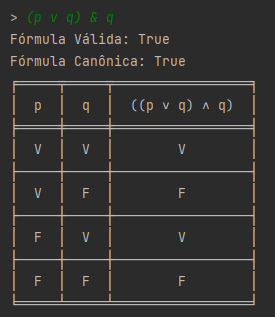 > (p v q) & q
Fórmula Válida: True
Fórmula Canônica: True
p q ((p ∨ q) ∧ q)
V V V
V F F
F V V
F F F